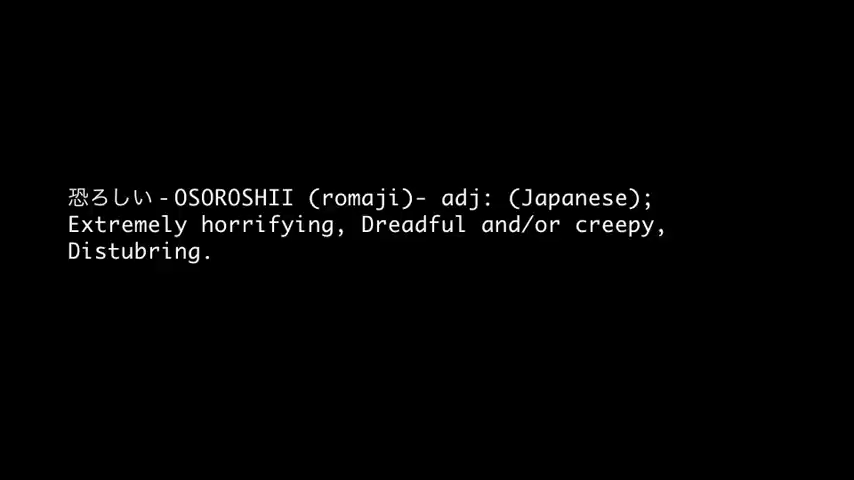 恐ろしい - OSOROSHII (romaji)- adj: (Japanese);
Extremely horrifying, Dreadful and/or creepy,
Distubring.